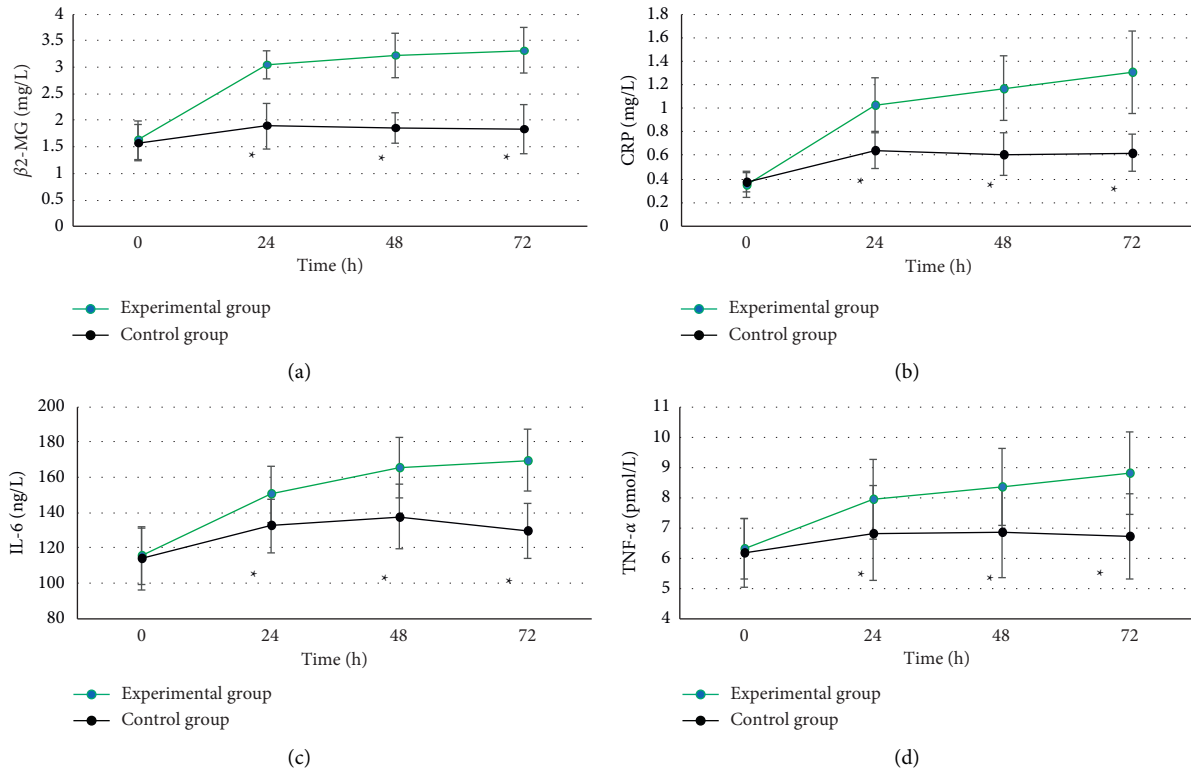 4
3.5
3
2.5
2
1.5
1
0.5
0
β2-MG (mg/L)
* * *
0 24 48 72
Time (h)
Experimental group
Control group
(a)
1.8
1.6
1.4
1.2
1
0.8
0.6
0.4
0.2
0
CRP (mg/L)
* * *
0 24 48 72
Time (h)
Experimental group
Control group
(b)
200
180
160
140
120
100
80
IL-6 (ng/L)
* * *
0 24 48 72
Time (h)
Experimental group
Control group
(c)
11
10
9
8
7
6
5
4
TNF-α (pmol/L)
* * *
0 24 48 72
Time (h)
Experimental group
Control group
(d)